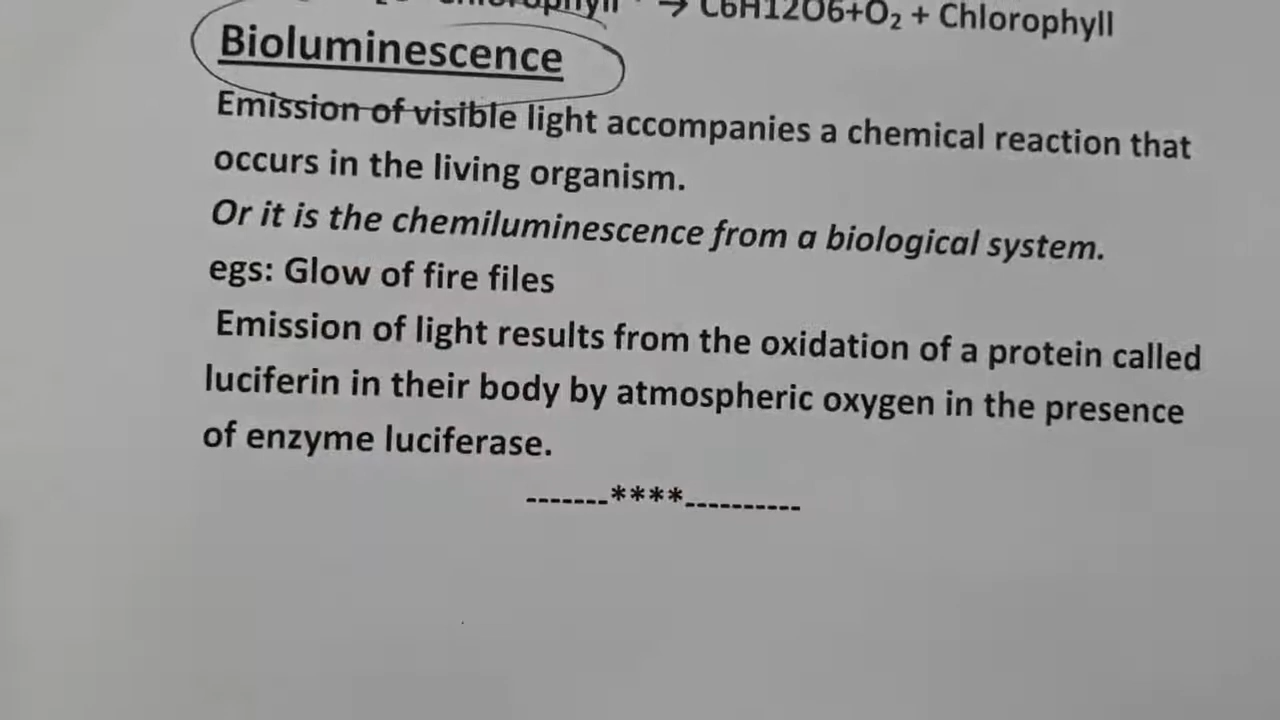 → C6H12O6+O₂ + Chlorophyll
Bioluminescence
Emission of visible light accompanies a chemical reaction that
occurs in the living organism.
Or it is the chemiluminescence from a biological system.
egs: Glow of fire files
Emission of light results from the oxidation of a protein called
luciferin in their body by atmospheric oxygen in the presence
of enzyme luciferase.
-------****----------